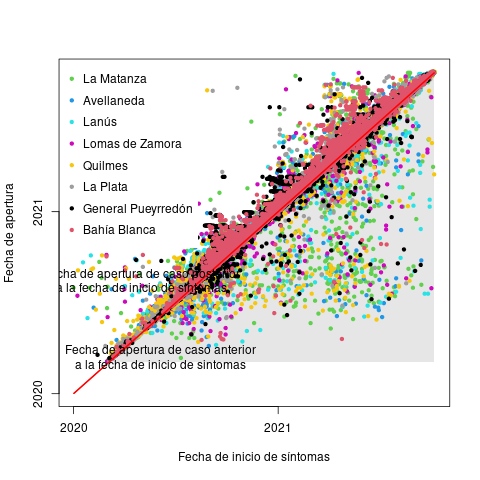 La Matanza
Avellaneda
Lanús
Lomas de Zamora
Quilmes
La Plata
General Pueyrredón
Bahía Blanca
Fecha de apertura
2021
2020
cha de apertura de caso posterior
a la fecha de inicio de síntomas
Fecha de apertura de caso anterior
a la fecha de inicio de síntomas
2020
2021
Fecha de inicio de síntomas